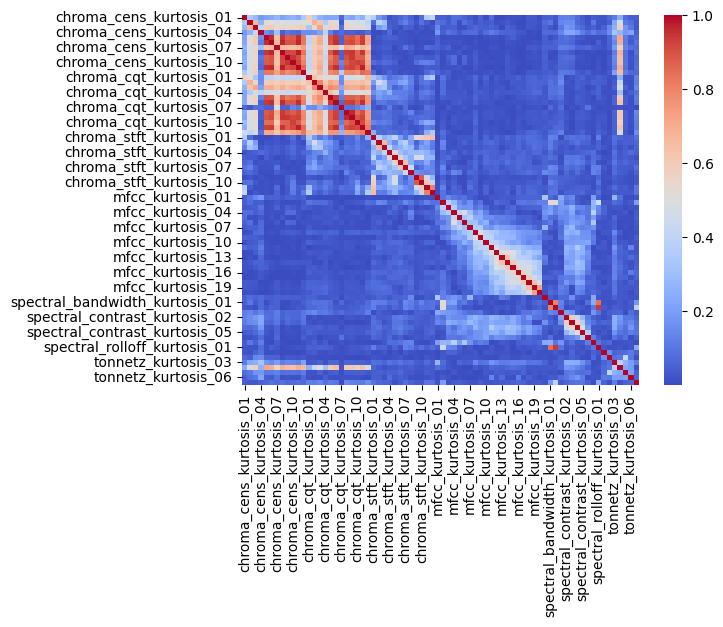 chroma_cens_kurtosis_01
chroma_cens_kurtosis_04
chroma_cens_kurtosis_07
chroma_cens_kurtosis_10
chroma_cqt_kurtosis_01
chroma_cqt_kurtosis_04
chroma_cqt_kurtosis_07
chroma_cqt_kurtosis_10
chroma_stft_kurtosis_01
chroma_stft_kurtosis_04
chroma_stft_kurtosis_07
chroma_stft_kurtosis_10
mfcc_kurtosis_01
mfcc_kurtosis_04
mfcc_kurtosis_07
mfcc_kurtosis_10
mfcc_kurtosis_13
mfcc_kurtosis_16
mfcc_kurtosis_19
spectral_bandwidth_kurtosis_01
spectral_contrast_kurtosis_02
spectral_contrast_kurtosis_05
spectral_rolloff_kurtosis_01
tonnetz_kurtosis_03
tonnetz_kurtosis_06
chroma_cens_kurtosis_01
chroma_cens_kurtosis_04
chroma_cens_kurtosis_07
chroma_cens_kurtosis_10
chroma_cqt_kurtosis_01
chroma_cqt_kurtosis_04
chroma_cqt_kurtosis_07
chroma_cqt_kurtosis_10
chroma_stft_kurtosis_01
chroma_stft_kurtosis_04
chroma_stft_kurtosis_07
chroma_stft_kurtosis_10
mfcc_kurtosis_01
mfcc_kurtosis_04
mfcc_kurtosis_07
mfcc_kurtosis_10
mfcc_kurtosis_13
mfcc_kurtosis_16
mfcc_kurtosis_19
spectral_bandwidth_kurtosis_01
spectral_contrast_kurtosis_02
spectral_contrast_kurtosis_05
spectral_rolloff_kurtosis_01
tonnetz_kurtosis_03
tonnetz_kurtosis_06
1.0
0.8
0.6
0.4
0.2